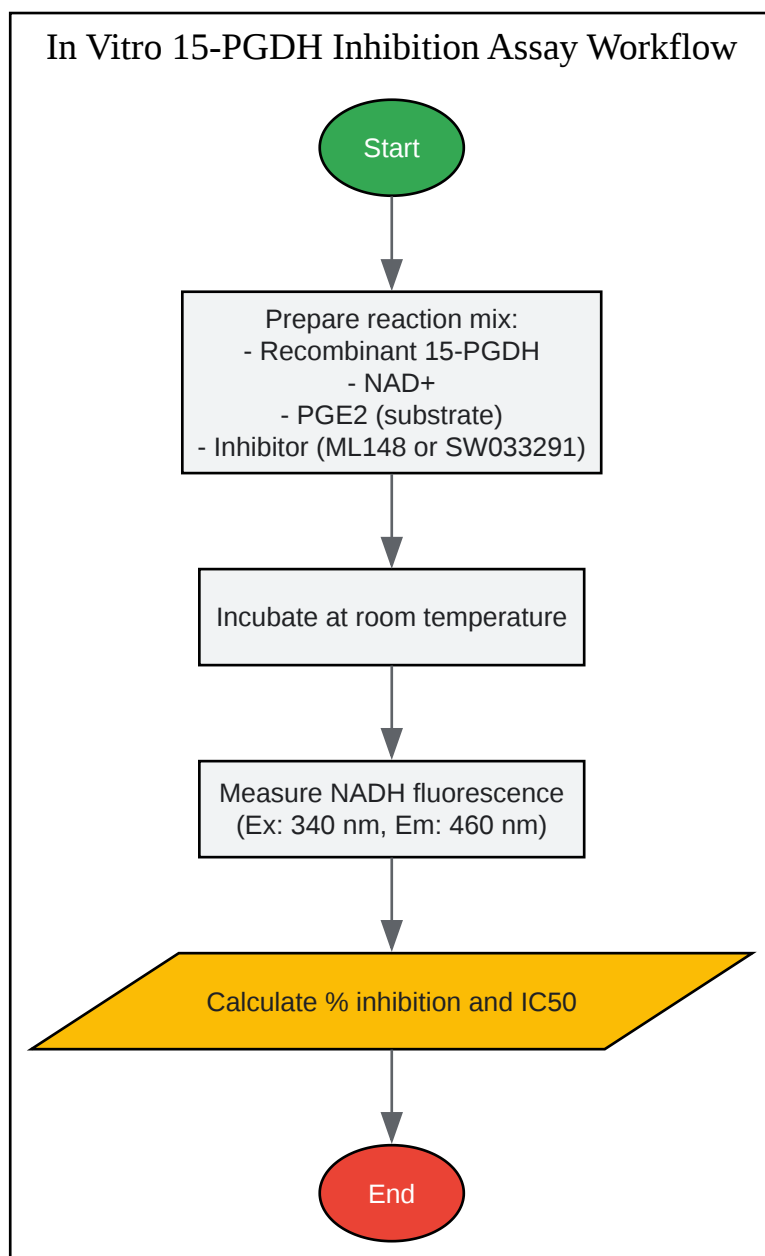 In Vitro 15-PGDH Inhibition Assay Workflow
Start
Prepare reaction mix:
- Recombinant 15-PGDH
- NAD+
- PGE2 (substrate)
- Inhibitor (ML148 or SW033291)
Incubate at room temperature
Measure NADH fluorescence
(Ex: 340 nm, Em: 460 nm)
Calculate % inhibition and IC50
End